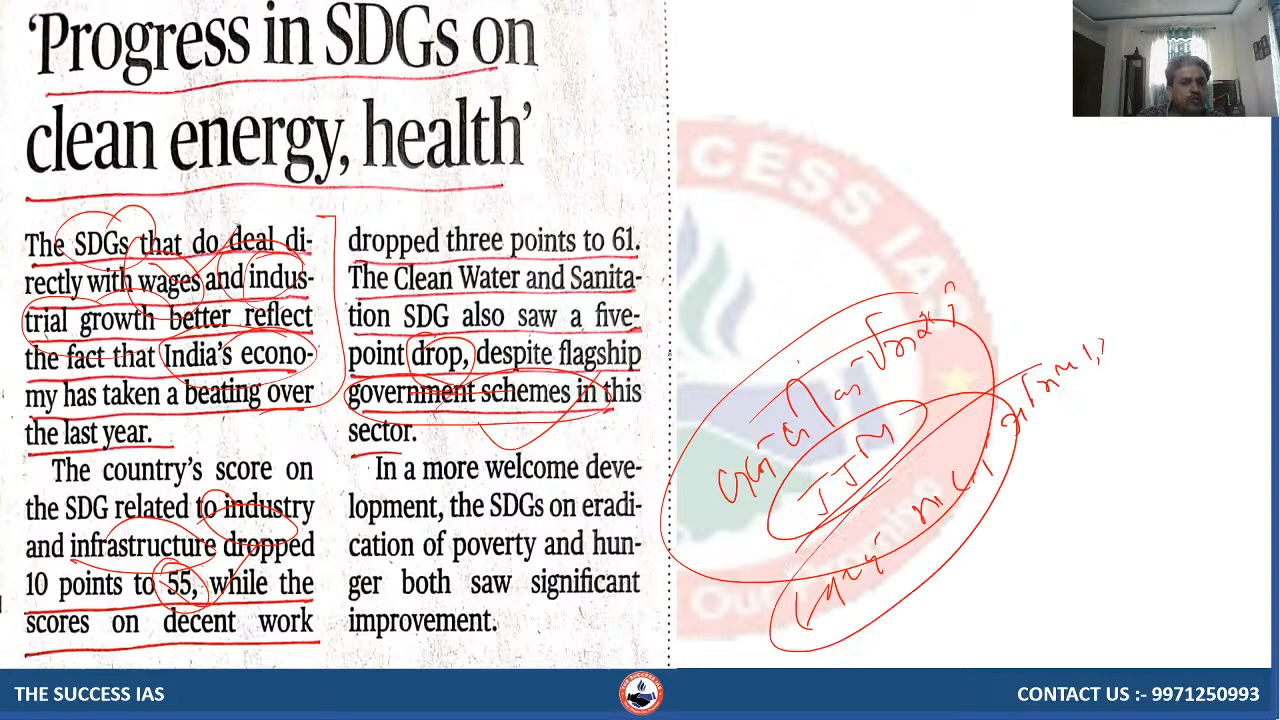 ‘Progress in SDGs on
clean energy, health’
The SDGs that do deal di-
rectly with wages and indus-
trial growth better reflect
the fact that India’s econo-
my has taken a beating over
the last year.
The country’s score on
the SDG related to industry
and infrastructure dropped
10 points to 55, while the
scores on decent work
dropped three points to 61.
The Clean Water and Sanita-
tion SDG also saw a five-
point drop, despite flagship
government schemes in this
sector.
In a more welcome deve-
lopment, the SDGs on eradi-
cation of poverty and hun-
ger both saw significant
improvement.
JJM
CESS IAS
THE SUCCESS IAS
CONTACT US :- 9971250993